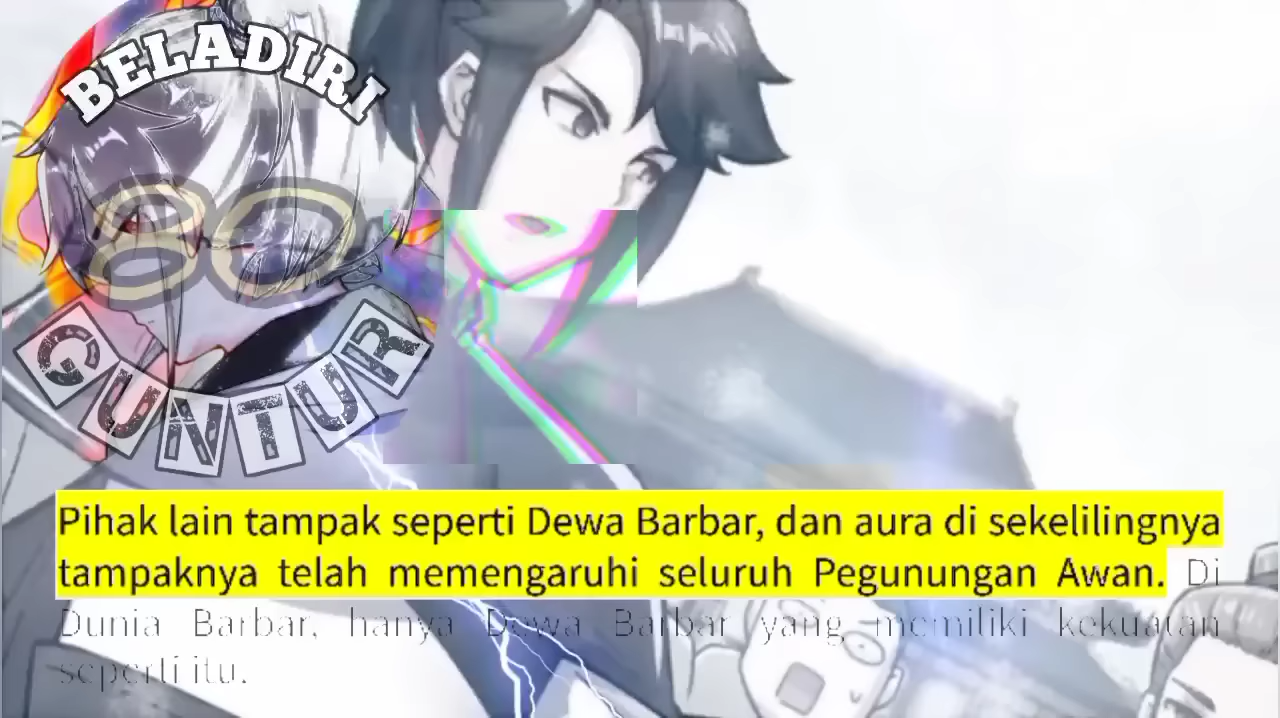 BELADIRI
GUNTUR
Pihak lain tampak seperti Dewa Barbar, dan aura di sekelilingnya
tampaknya telah memengaruhi seluruh Pegunungan Awan. Di
Dunia Barbar, hanya Dewa Barbar yang memiliki kekuatan
seperti itu.